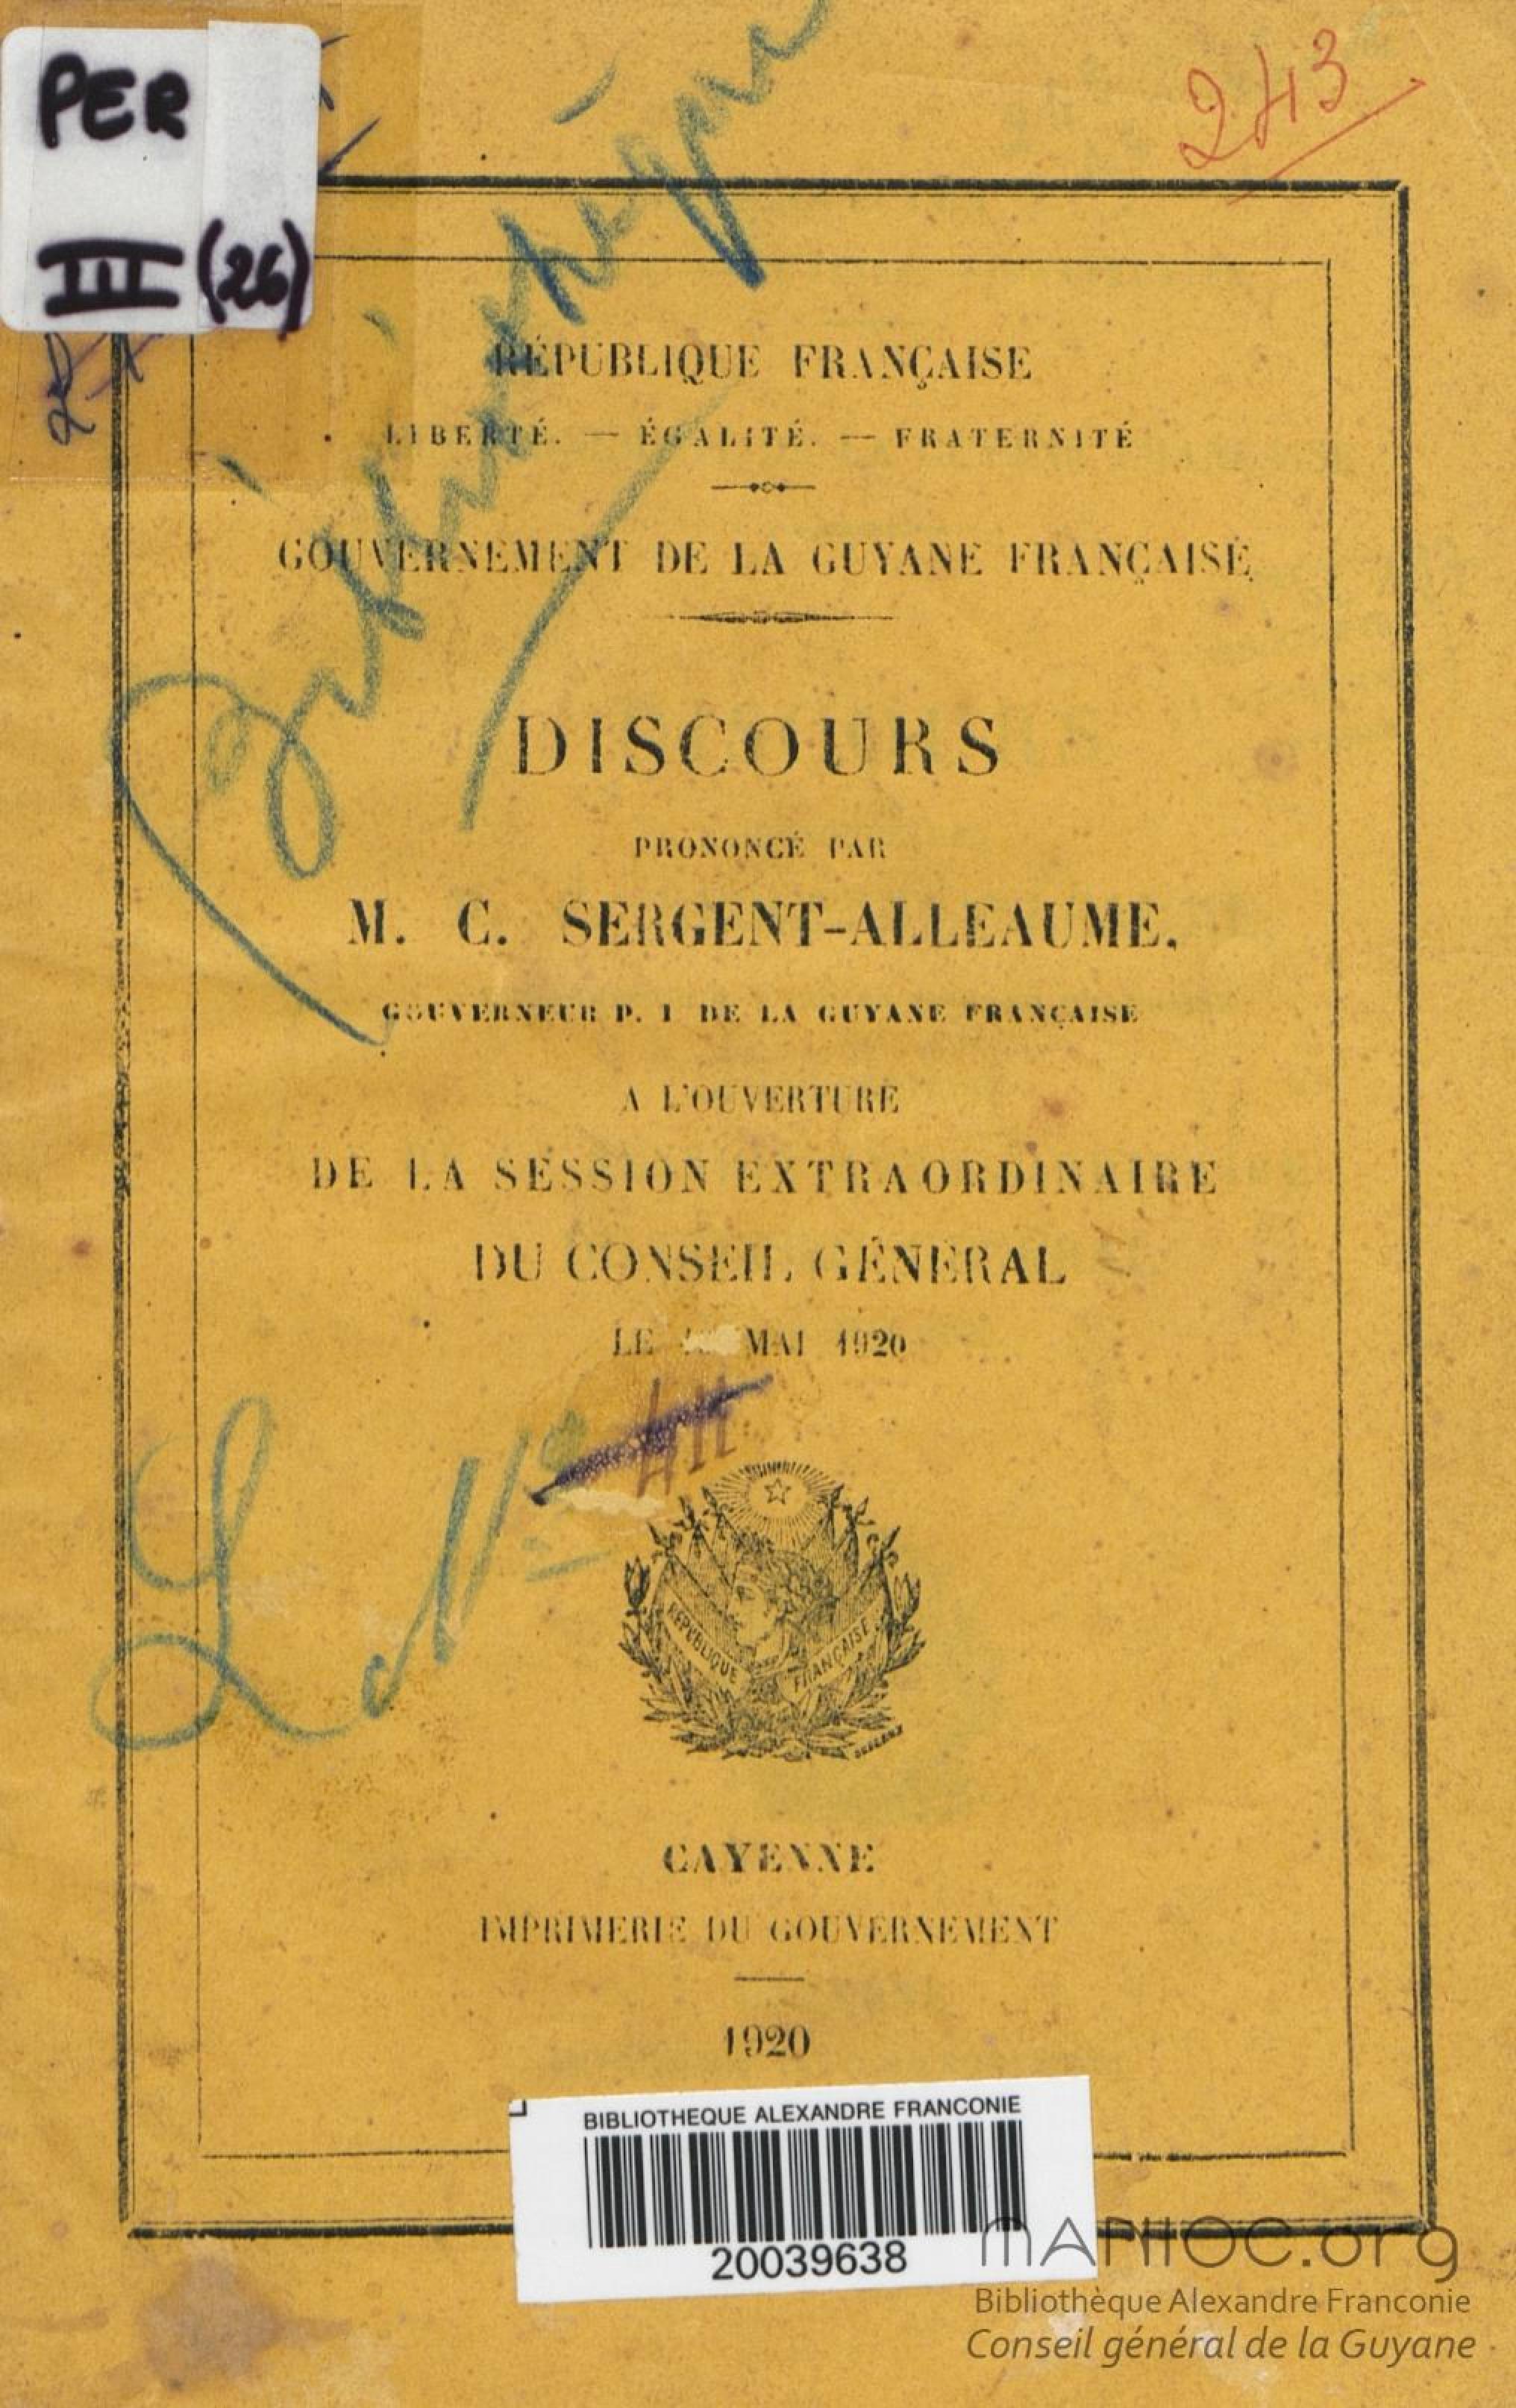 PER
III (26)
243
RÉPUBLIQUE FRANÇAISE
LIBERTÉ. — ÉGALITÉ. — FRATERNITÉ
GOUVERNEMENT DE LA GUYANE FRANÇAISE
DISCOURS
PRONONCÉ PAR
M. C. SERGENT-ALLEAUME,
GOUVERNEUR P. I DE LA GUYANE FRANÇAISE
A L'OUVERTURE
DE LA SESSION EXTRAORDINAIRE
DU CONSEIL GÉNÉRAL
LE MAI 1920
RÉPUBLIQUE FRANÇAISE
CAYENNE
IMPRIMERIE DU GOUVERNEMENT
1920
BIBLIOTHEQUE ALEXANDRE FRANCONIE
20039638
MANIOC.org
Bibliothèque Alexandre Franconie
Conseil général de la Guyane